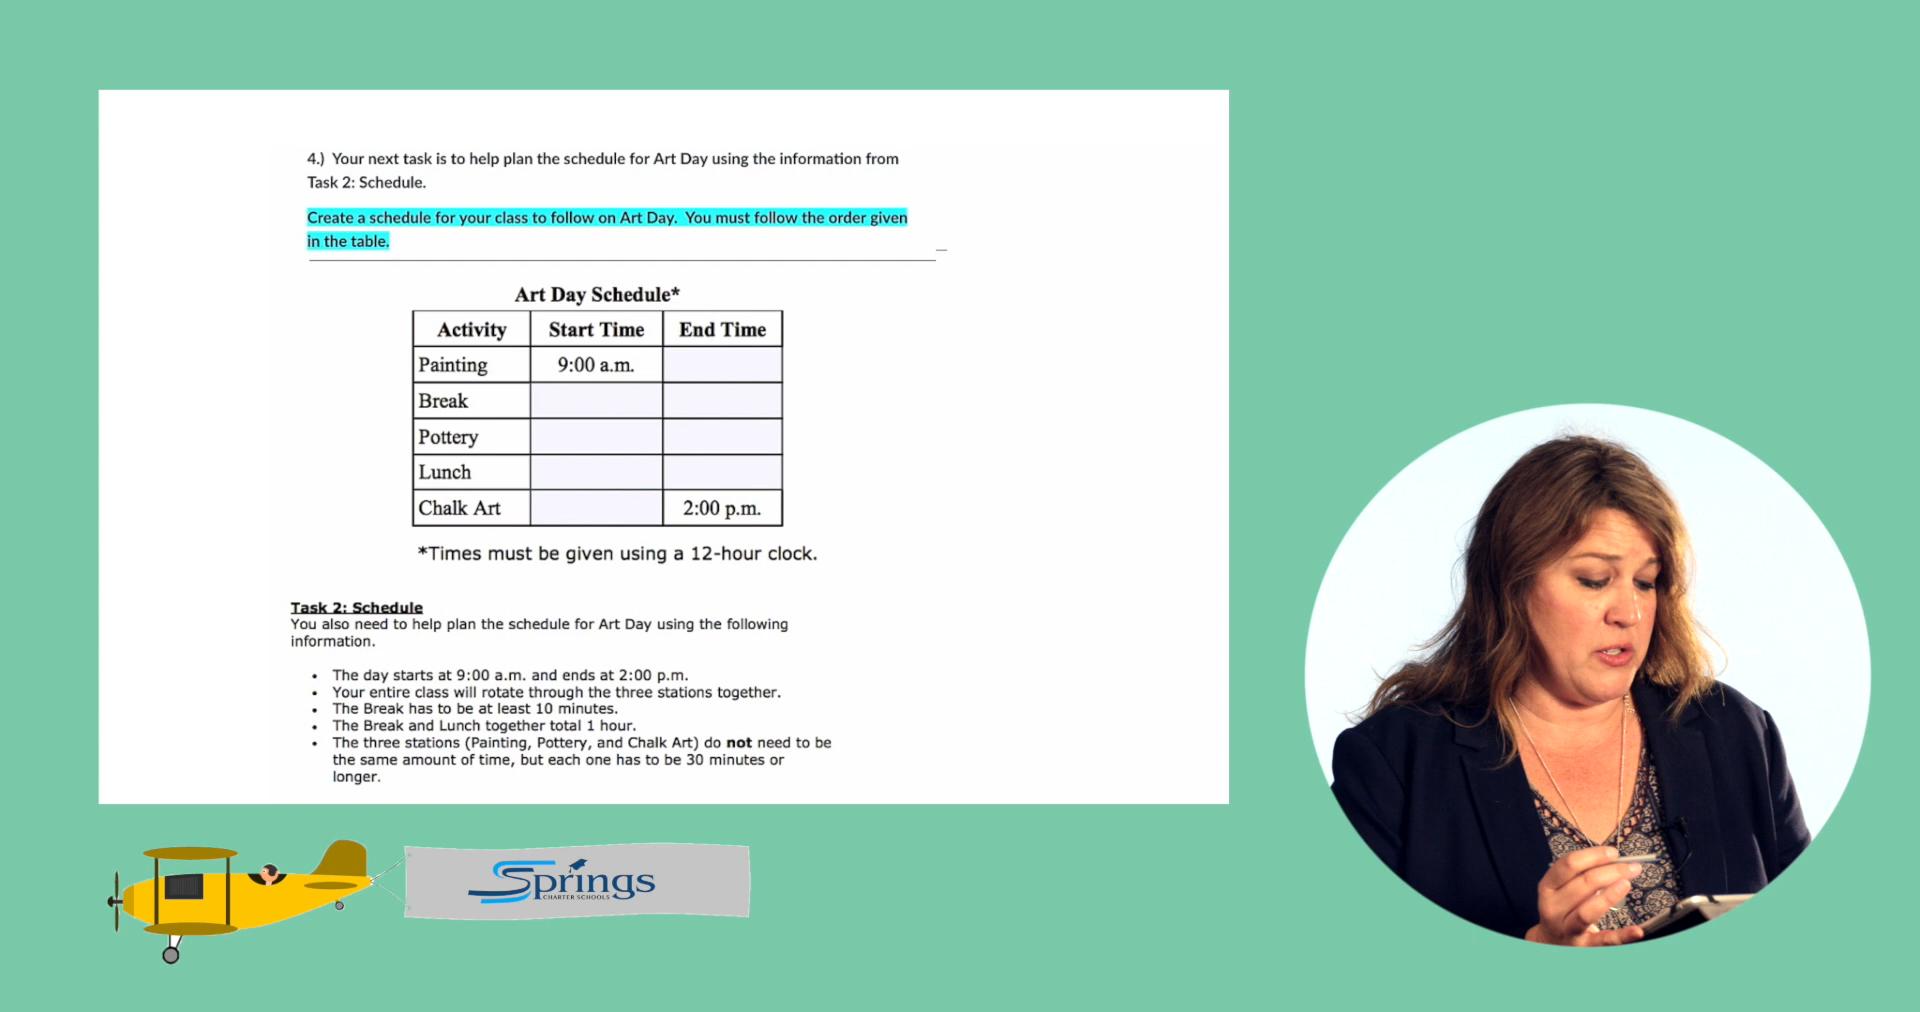 4.) Your next task is to help plan the schedule for Art Day using the information from
Task 2: Schedule.
Create a schedule for your class to follow on Art Day. You must follow the order given
in the table.
Art Day Schedule*
Activity Start Time End Time
Painting 9:00 a.m.
Break
Pottery
Lunch
Chalk Art 2:00 p.m.
*Times must be given using a 12-hour clock.
Task 2: Schedule
You also need to help plan the schedule for Art Day using the following
information.
• The day starts at 9:00 a.m. and ends at 2:00 p.m.
• Your entire class will rotate through the three stations together.
• The Break has to be at least 10 minutes.
• The Break and Lunch together total 1 hour.
• The three stations (Painting, Pottery, and Chalk Art) do not need to be
the same amount of time, but each one has to be 30 minutes or
longer.
Springs
CHARTER SCHOOLS